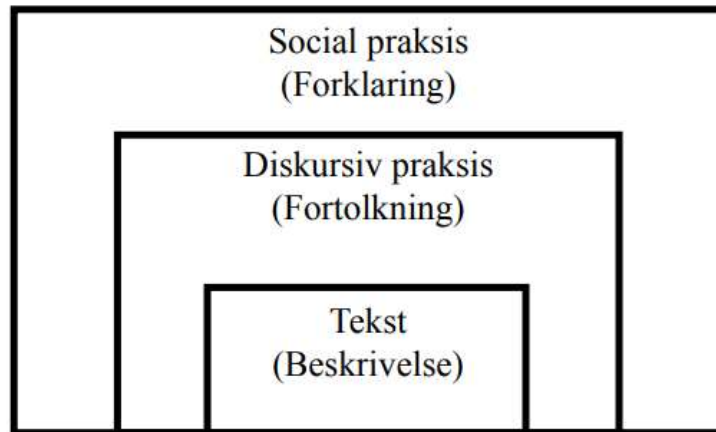 Social praksis
(Forklaring)
Diskursiv praksis
(Fortolkning)
Tekst
(Beskrivelse)